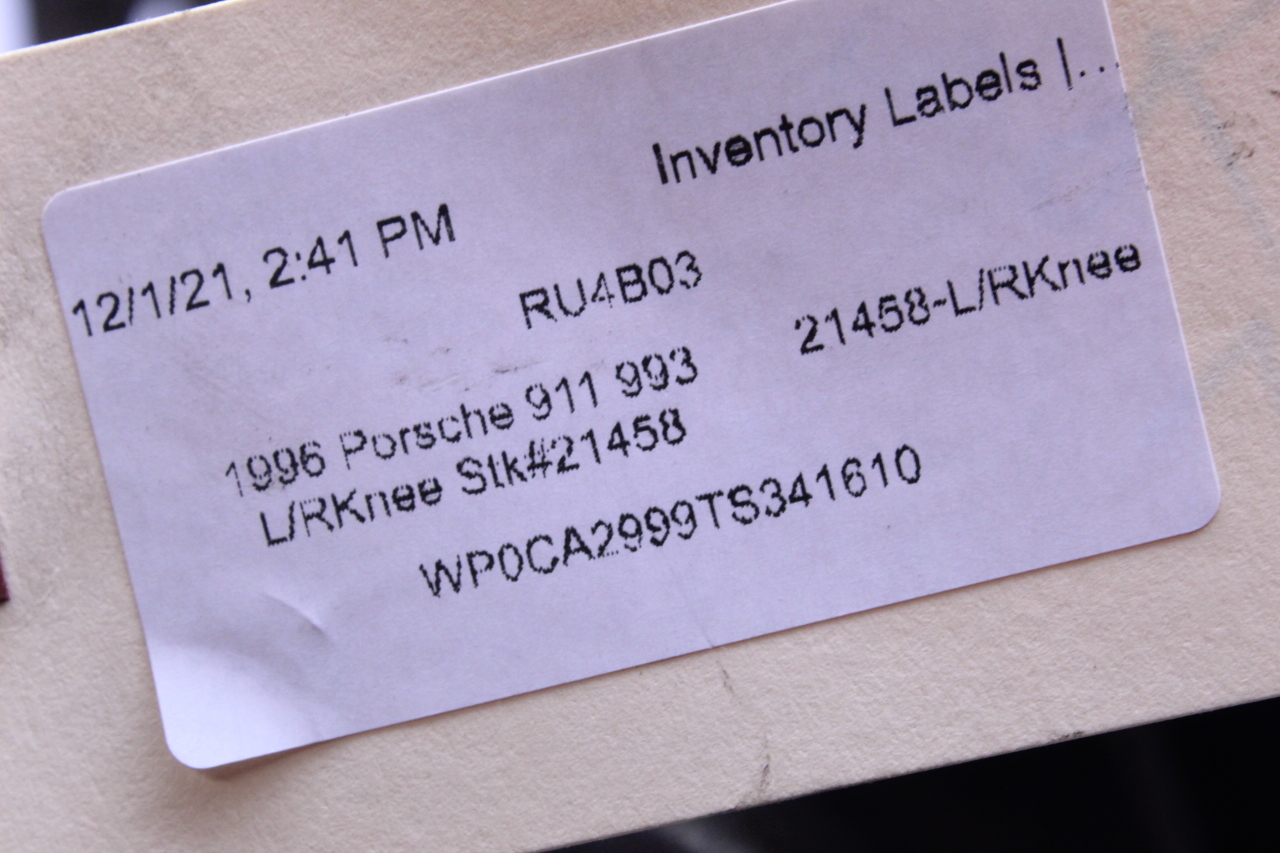 Inventory Labels |...
12/1/21, 2:41 PM
RU4B03
21458-L/RKnee
1996 Porsche 911 993
L/RKnee Stk#21458
WP0CA2999TS341610